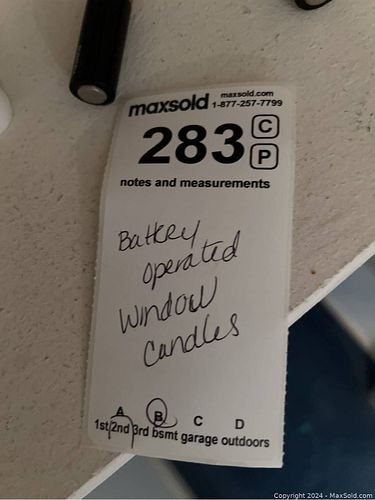 maxsold maxsold.com
1-877-257-7799
283 C
P
notes and measurements
Battery
operated
Window
Candles
A B C D
1st 2nd 3rd bsmt garage outdoors
Copyright 2024 - MaxSold.com